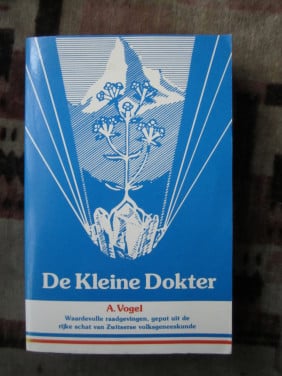 De Kleine Dokter
A. Vogel
Waardevolle raadgevingen, geput uit de
rijke schat van Zwitserse volksgeneeskunde